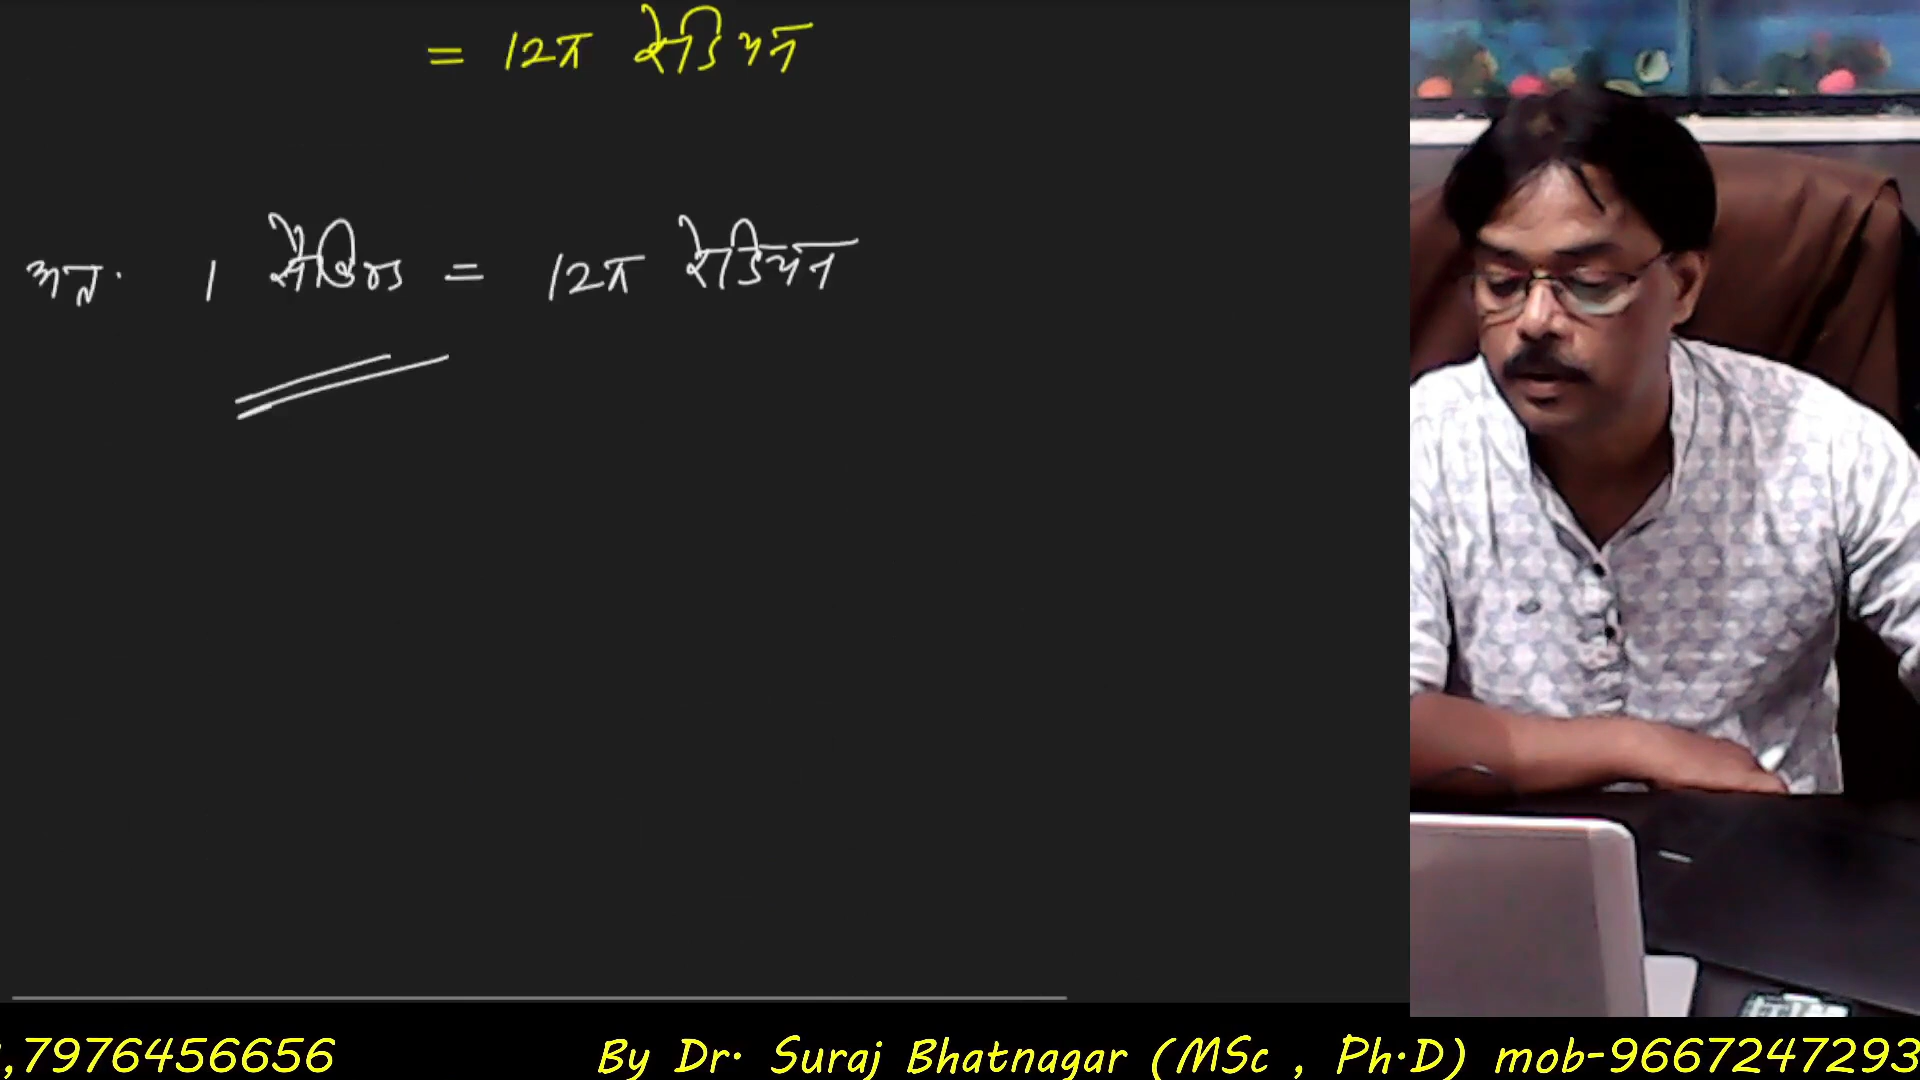 = 12π रेडियन
अतः 1 सेकिण्ड = 12π रेडियन
,7976456656 By Dr. Suraj Bhatnagar (MSc , Ph.D) mob-9667247293